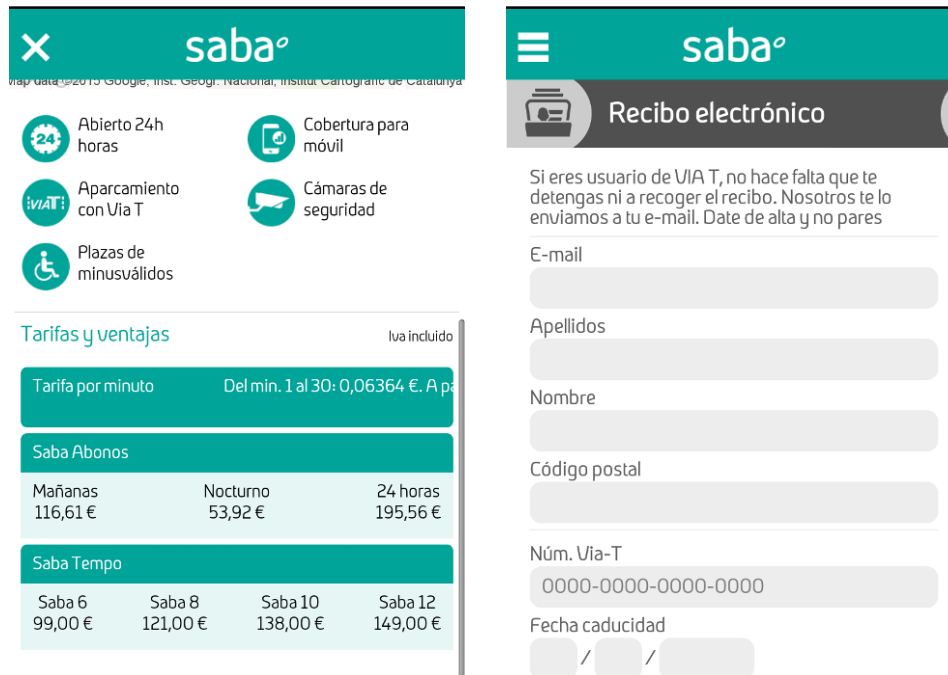 saba
Map data ©2015 Google, Inst. Geogr. Nacional, Institut Cartogràfic de Catalunya
24
Abierto 24h
horas
Cobertura para
móvil
VIAT
Aparcamiento
con Via T
Cámaras de
seguridad
Plazas de
minusválidos
Tarifas y ventajas
Iva incluido
Tarifa por minuto Del min. 1 al 30: 0,06364 €. A pa
Saba Abonos
Mañanas Nocturno 24 horas
116,61 € 53,92 € 195,56 €
Saba Tempo
Saba 6 Saba 8 Saba 10 Saba 12
99,00 € 121,00 € 138,00 € 149,00 €
saba
Recibo electrónico
Si eres usuario de VIA T, no hace falta que te
detengas ni a recoger el recibo. Nosotros te lo
enviamos a tu e-mail. Date de alta y no pares
E-mail
Apellidos
Nombre
Código postal
Núm. Via-T
0000-0000-0000-0000
Fecha caducidad
/ /